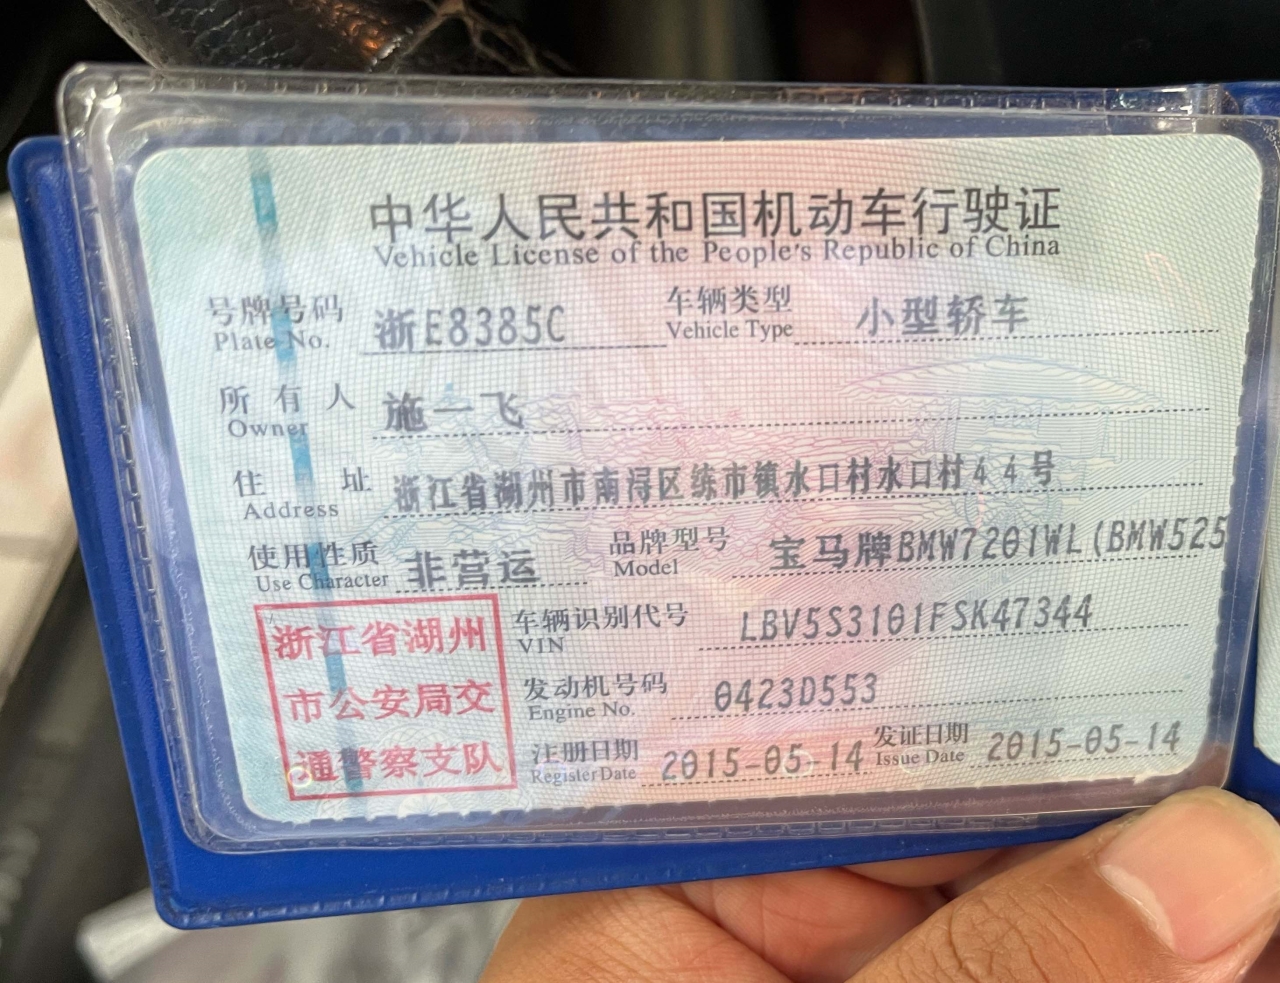 中华人民共和国机动车行驶证
Vehicle License of the People's Republic of China
号牌号码 浙E8385C 车辆类型 小型轿车
Plate No. Vehicle Type
所有人 施一飞
Owner
住址 浙江省湖州市南浔区练市镇水口村水口村44号
Address
使用性质 非营运 品牌型号 宝马牌BMW7201WL(BMW525
Use Character Model
浙江省湖州
市公安局交
通警察支队
车辆识别代号 LBV5S3101FSK47344
VIN
发动机号码 0423D553
Engine No.
注册日期 2015-05-14 发证日期 2015-05-14
Register Date Issue Date